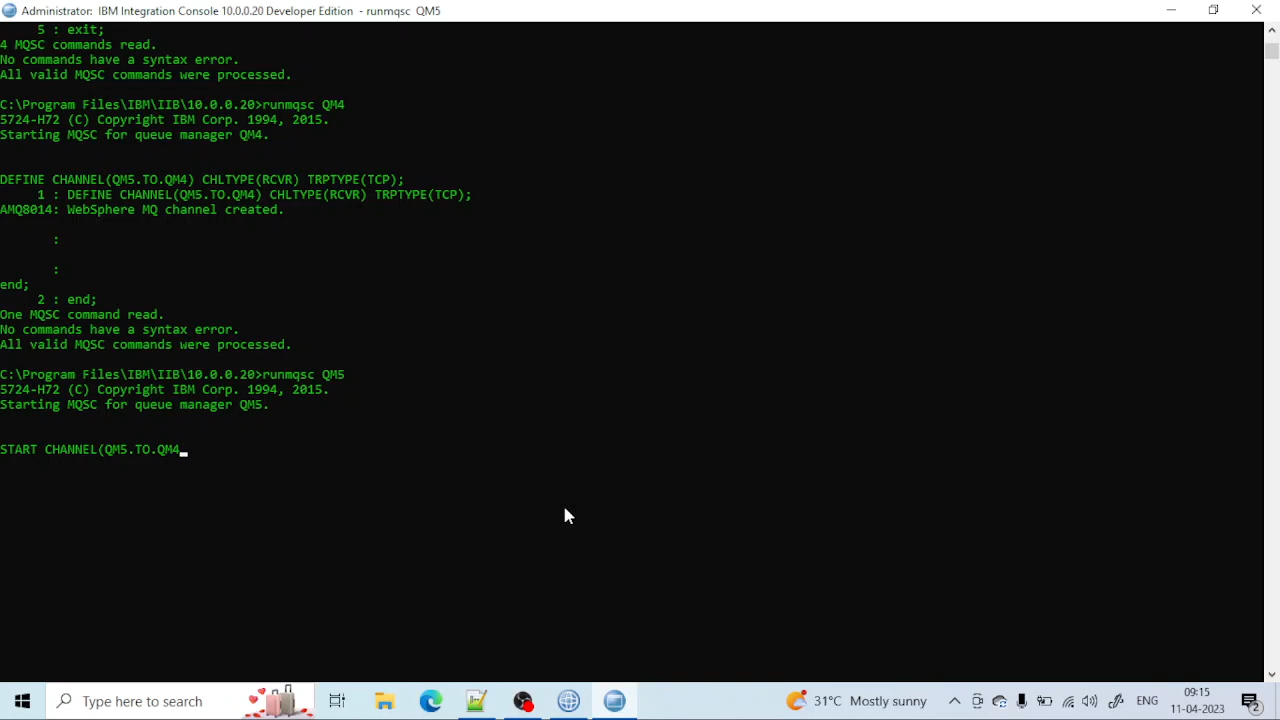 Administrator: IBM Integration Console 10.0.0.20 Developer Edition - runmqsc QM5
5 : exit;
4 MQSC commands read.
No commands have a syntax error.
All valid MQSC commands were processed.
C:\Program Files\IBM\IIB\10.0.0.20>runmqsc QM4
5724-H72 (C) Copyright IBM Corp. 1994, 2015.
Starting MQSC for queue manager QM4.
DEFINE CHANNEL(QM5.TO.QM4) CHLTYPE(RCVR) TRPTYPE(TCP);
1 : DEFINE CHANNEL(QM5.TO.QM4) CHLTYPE(RCVR) TRPTYPE(TCP);
AMQ8014: WebSphere MQ channel created.
:
:
end;
2 : end;
One MQSC command read.
No commands have a syntax error.
All valid MQSC commands were processed.
C:\Program Files\IBM\IIB\10.0.0.20>runmqsc QM5
5724-H72 (C) Copyright IBM Corp. 1994, 2015.
Starting MQSC for queue manager QM5.
START CHANNEL(QM5.TO.QM4
Type here to search
31°C Mostly sunny
ENG
09:15
11-04-2023
2